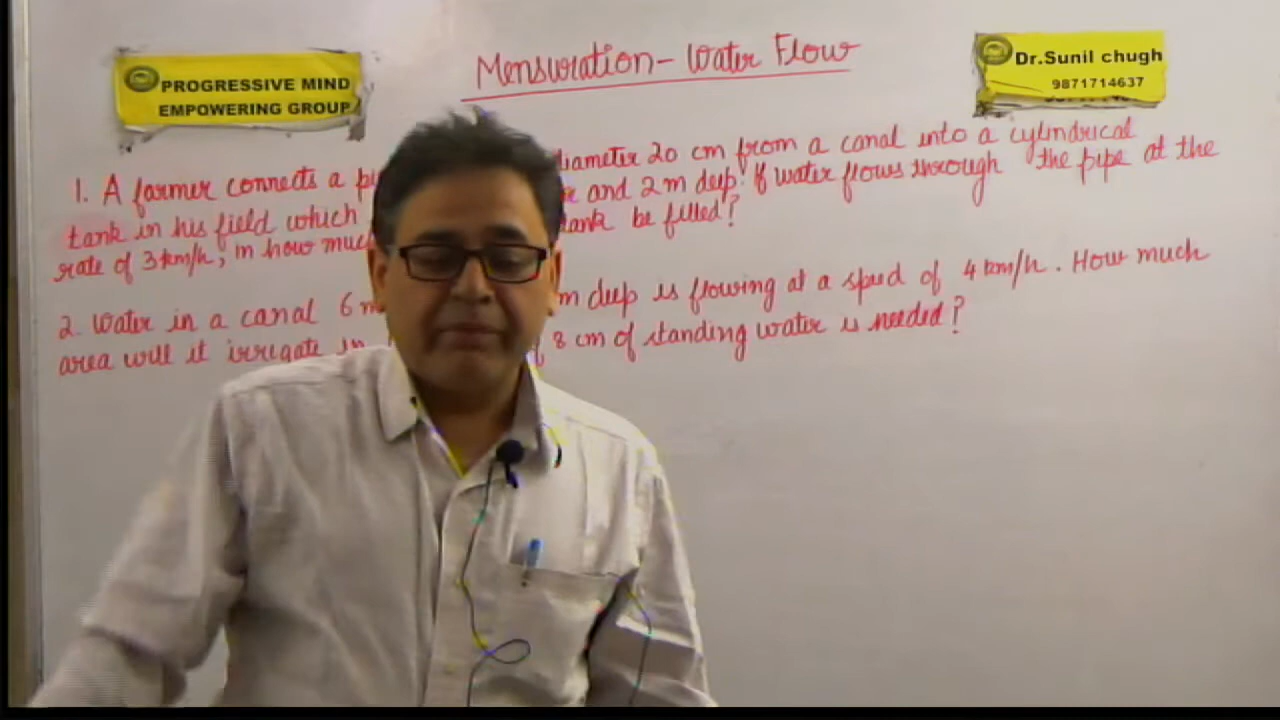 Mensuration - Water Flow
PROGRESSIVE MIND
EMPOWERING GROUP
Dr.Sunil chugh
9871714637
1. A farmer connects a diameter 20 cm from a canal into a cylindrical
tank in his field which and 2m deep. If water flows through the pipe at the
rate of 3 km/h, in how much tank be filled?
2. Water in a canal 6 m deep is flowing at a speed of 4 km/h. How much
area will it irrigate in 8 cm of standing water is needed?